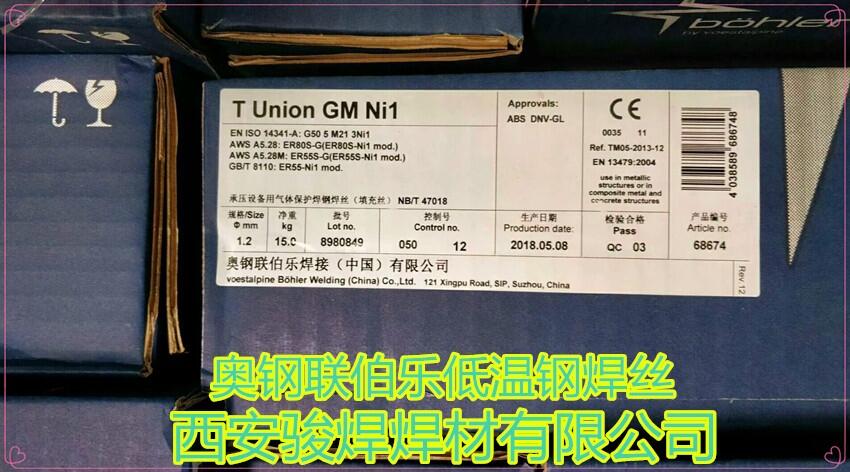 böhler
by voestalpine
T Union GM Ni1
EN ISO 14341-A: G50 5 M21 3Ni1
AWS A5.28: ER80S-G(ER80S-Ni1 mod.)
AWS A5.28M: ER55S-G(ER55S-Ni1 mod.)
GB/T 8110: ER55-Ni1 mod.
承压设备用气体保护焊钢焊丝（填充丝）NB/T 47018
Approvals:
ABS DNV-GL
CE
0035 11
Ref. TM05-2013-12
EN 13479:2004
use in metallic
structures or in
composite metal and
concrete structures
4 038589 686748
规格/Size
Φ mm
净重
kg
批号
Lot no.
控制号
Control no.
生产日期
Production date:
检验合格
Pass
产品编号
Article no.
1.2 15.0 8980849 050 12 2018.05.08 QC 03 68674
奥钢联伯乐焊接（中国）有限公司
voestalpine Böhler Welding (China) Co.,Ltd. 121 Xingpu Road, SIP, Suzhou, China
Rev 12
奥钢联伯乐低温钢焊丝
西安骏焊焊材有限公司